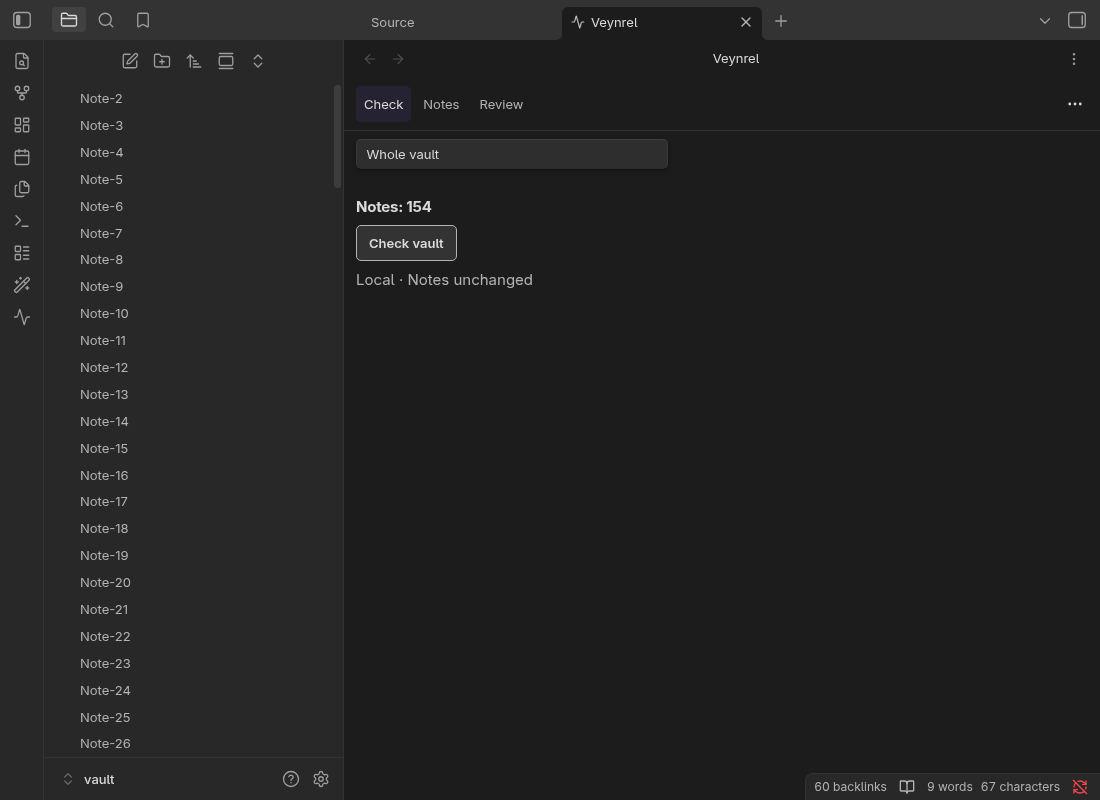 Source
Veynrel
Veynrel
Check Notes Review
Whole vault
Notes: 154
Check vault
Local · Notes unchanged
Note-2
Note-3
Note-4
Note-5
Note-6
Note-7
Note-8
Note-9
Note-10
Note-11
Note-12
Note-13
Note-14
Note-15
Note-16
Note-17
Note-18
Note-19
Note-20
Note-21
Note-22
Note-23
Note-24
Note-25
Note-26
vault
60 backlinks 9 words 67 characters